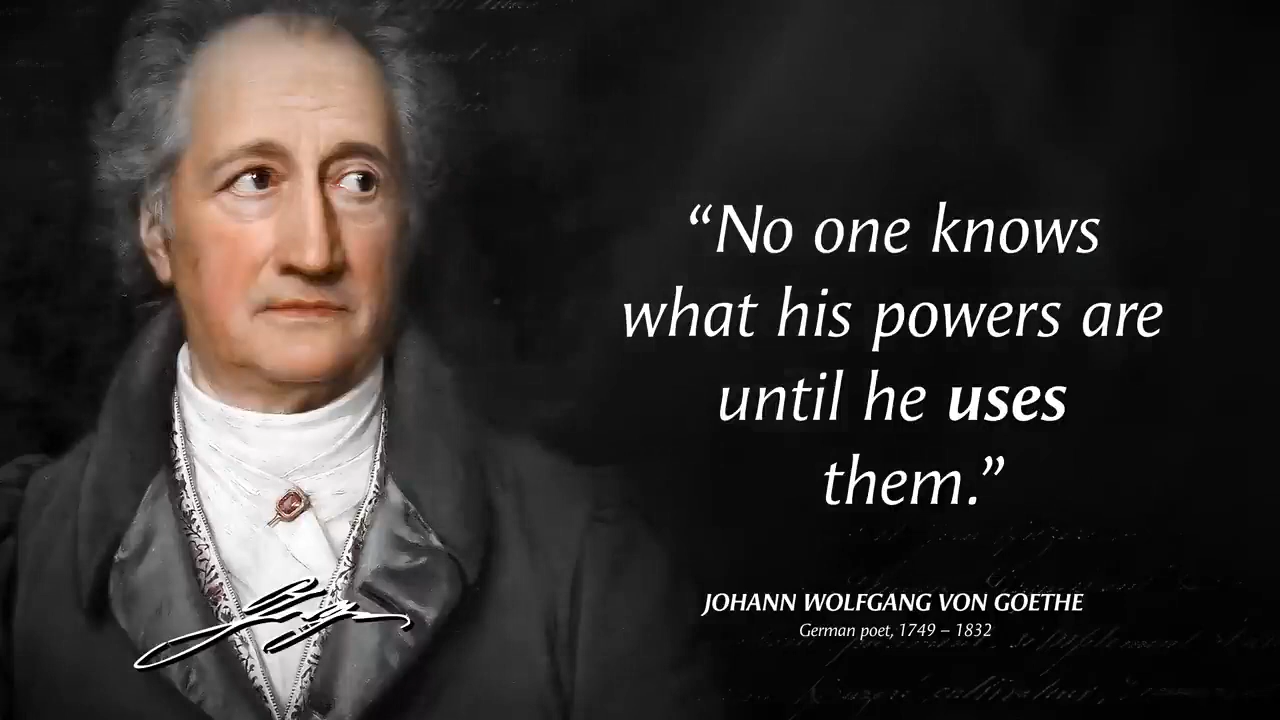 “No one knows
what his powers are
until he uses
them.”
JOHANN WOLFGANG VON GOETHE
German poet, 1749 – 1832